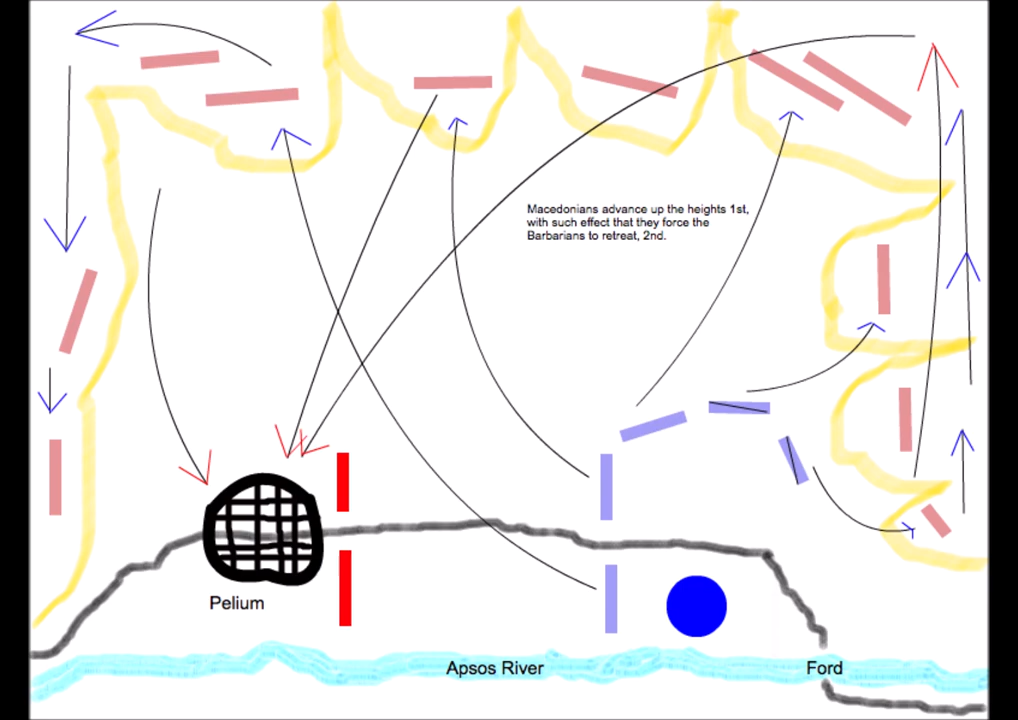 Macedonians advance up the heights 1st,
with such effect that they force the
Barbarians to retreat, 2nd.
Pelium
Apsos River
Ford